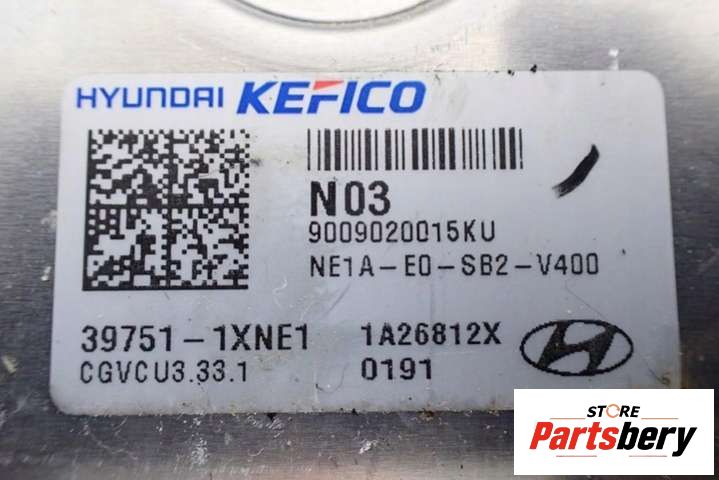 HYUNDAI KEFICO
N03
9009020015KU
NE1A-E0-SB2-V400
39751-1XNE1 1A26812X
CGVCU3.33.1 0191
STORE
Partsbery